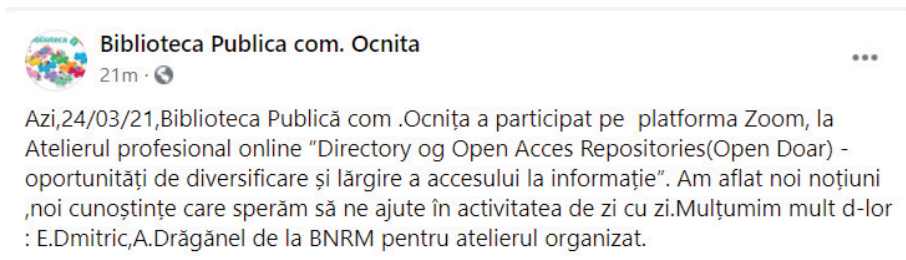 Biblioteca Publica com. Ocnita
21m ·
Azi,24/03/21,Biblioteca Publică com .Ocnița a participat pe platforma Zoom, la
Atelierul profesional online “Directory og Open Acces Repositories(Open Doar) -
oportunități de diversificare și lărgire a accesului la informație”. Am aflat noi noțiuni
,noi cunoștințe care sperăm să ne ajute în activitatea de zi cu zi.Mulțumim mult d-lor
: E.Dmitric,A.Drăgănel de la BNRM pentru atelierul organizat.